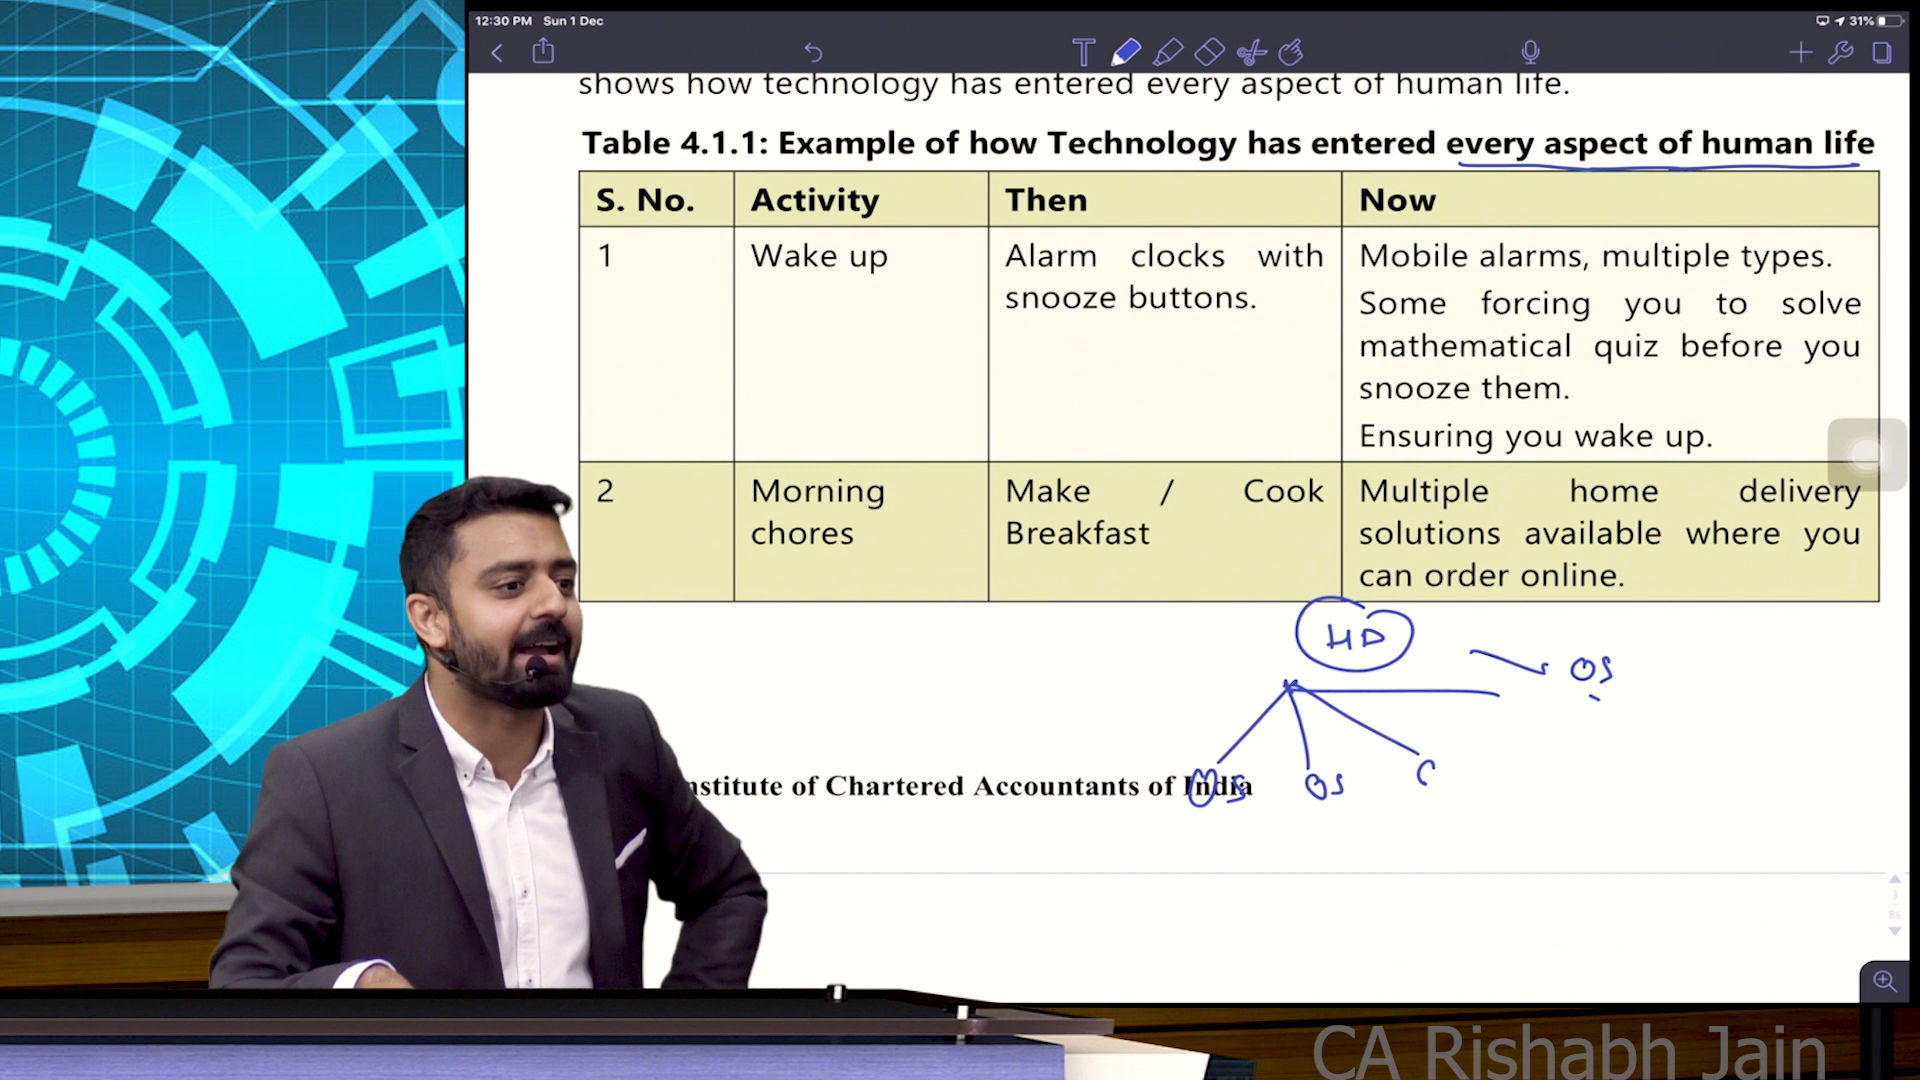 12:30 PM Sun 1 Dec
31%
shows how technology has entered every aspect of human life.
Table 4.1.1: Example of how Technology has entered every aspect of human life
S. No. Activity Then Now
1 Wake up Alarm clocks with snooze buttons. Mobile alarms, multiple types.
Some forcing you to solve mathematical quiz before you snooze them.
Ensuring you wake up.
2 Morning chores Make / Cook Breakfast Multiple home delivery solutions available where you can order online.
HD
OS
OS
OS
C
nstitute of Chartered Accountants of India
3
86
CA Rishabh Jain